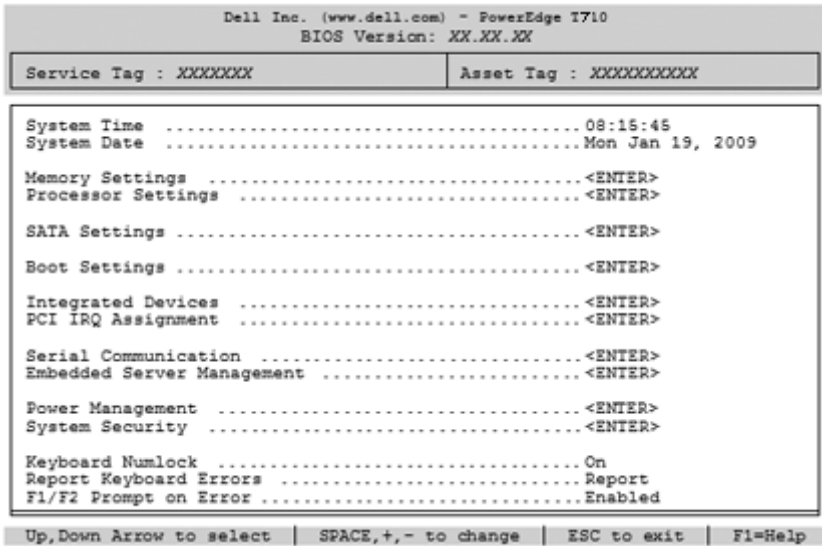 Dell Inc. (www.dell.com) - PowerEdge T710
BIOS Version: XX.XX.XX
Service Tag : XXXXXXX Asset Tag : XXXXXXXXXX
System Time ........................................08:15:45
System Date ........................................Mon Jan 19, 2009
Memory Settings ....................................<ENTER>
Processor Settings .................................<ENTER>
SATA Settings .......................................<ENTER>
Boot Settings .......................................<ENTER>
Integrated Devices .................................<ENTER>
PCI IRQ Assignment .................................<ENTER>
Serial Communication ...............................<ENTER>
Embedded Server Management .........................<ENTER>
Power Management ...................................<ENTER>
System Security ....................................<ENTER>
Keyboard Numlock ...................................On
Report Keyboard Errors ...............................Report
F1/F2 Prompt on Error ...............................Enabled
Up,Down Arrow to select | SPACE,+,- to change | ESC to exit | F1=Help